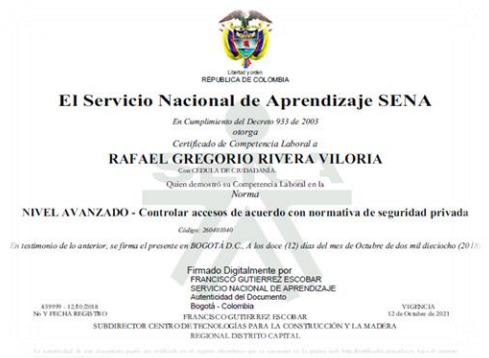 Libertad y orden
REPÚBLICA DE COLOMBIA
El Servicio Nacional de Aprendizaje SENA
En Cumplimiento del Decreto 933 de 2003
otorga
Certificado de Competencia Laboral a
RAFAEL GREGORIO RIVERA VILORIA
Con CEDULA DE CIUDADANÍA.
Quien demostró su Competencia Laboral en la
Norma
NIVEL AVANZADO - Controlar accesos de acuerdo con normativa de seguridad privada
Código: 260401040
En testimonio de lo anterior, se firma el presente en BOGOTÁ D.C., A los doce (12) días del mes de Octubre de dos mil dieciocho (2018)
Firmado Digitalmente por
FRANCISCO GUTIERREZ ESCOBAR
SERVICIO NACIONAL DE APRENDIZAJE
Autenticidad del Documento
Bogotá - Colombia
12/10/2018
No Y FECHA REGISTRO
FRANCISCO GUTIERREZ ESCOBAR
VIGENCIA
12 de Octubre de 2021
SUBDIRECTOR CENTRO DE TECNOLOGÍAS PARA LA CONSTRUCCIÓN Y LA MADERA
REGIONAL DISTRITO CAPITAL